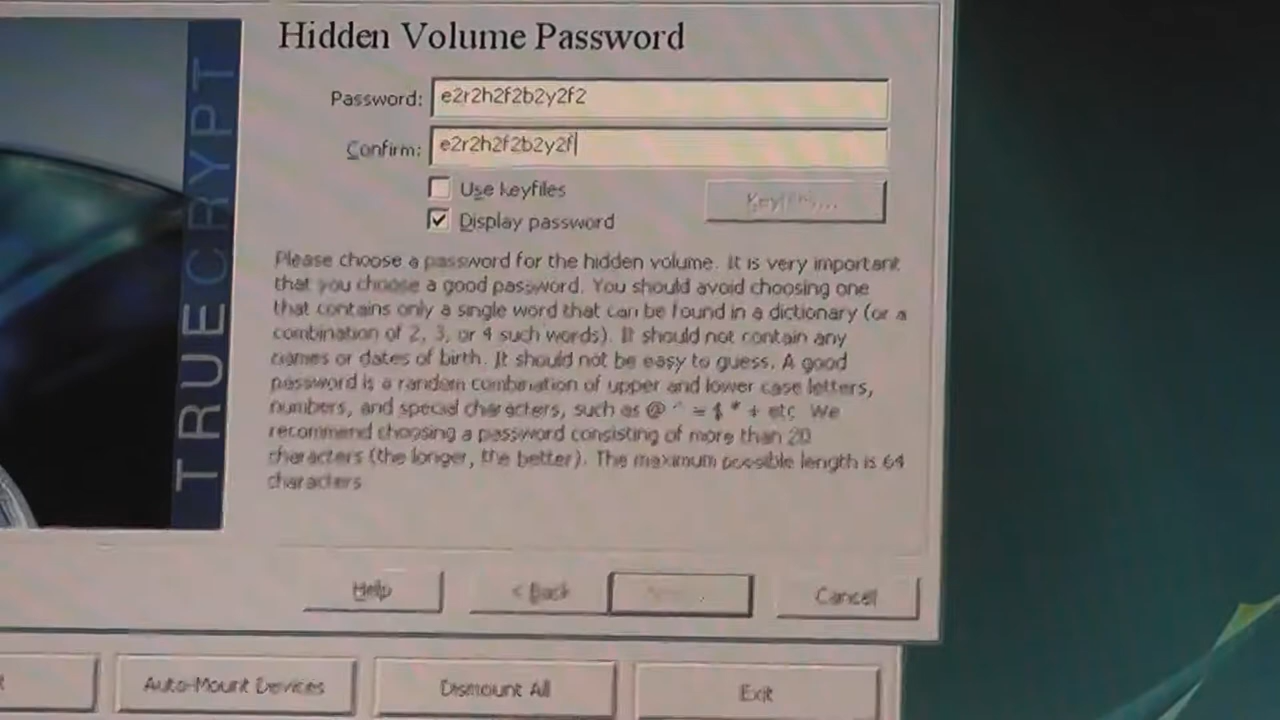 Hidden Volume Password
Password: e2r2h2f2b2y2f2
Confirm: e2r2h2f2b2y2f
Use keyfiles
Display password
Please choose a password for the hidden volume. It is very important
that you choose a good password. You should avoid choosing one
that contains only a single word that can be found in a dictionary (or a
combination of 2, 3, or 4 such words). It should not contain any
names or dates of birth. It should not be easy to guess. A good
password is a random combination of upper and lower case letters,
numbers, and special characters, such as @ ^ = $ * + etc. We
recommend choosing a password consisting of more than 20
characters (the longer, the better). The maximum possible length is 64
characters
TRUECRYPT
Help
< Back
Cancel
Auto-Mount Devices
Dismount All
Exit